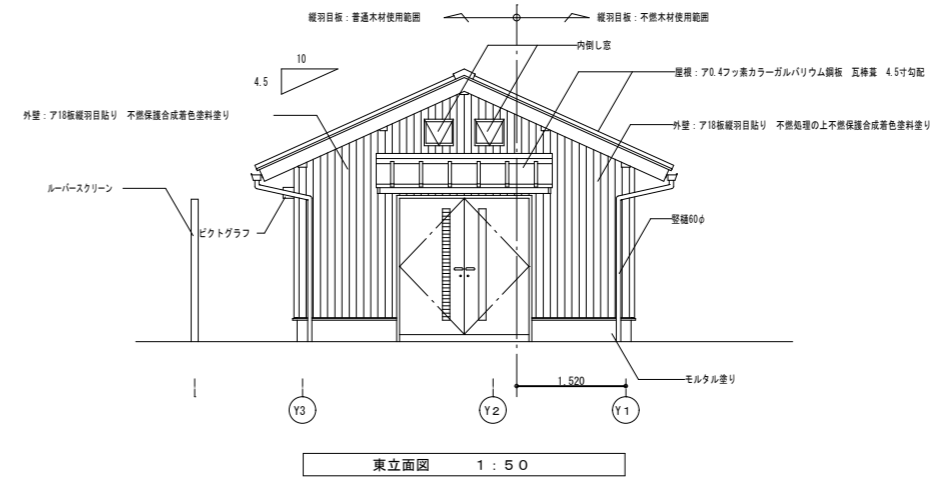 縦羽目板：普通木材使用範囲
縦羽目板：不燃木材使用範囲
内倒し窓
10
4.5
屋根：ア0.4フッ素カラーガルバリウム鋼板　瓦棒葺　4.5寸勾配
外壁：ア18板縦羽目貼り　不燃保護合成着色塗料塗り
外壁：ア18板縦羽目貼り　不燃処理の上不燃保護合成着色塗料塗り
ルーバースクリーン
ピクトグラフ
竪樋60φ
1,520
モルタル塗り
Y3
Y2
Y1
東立面図　　1：50